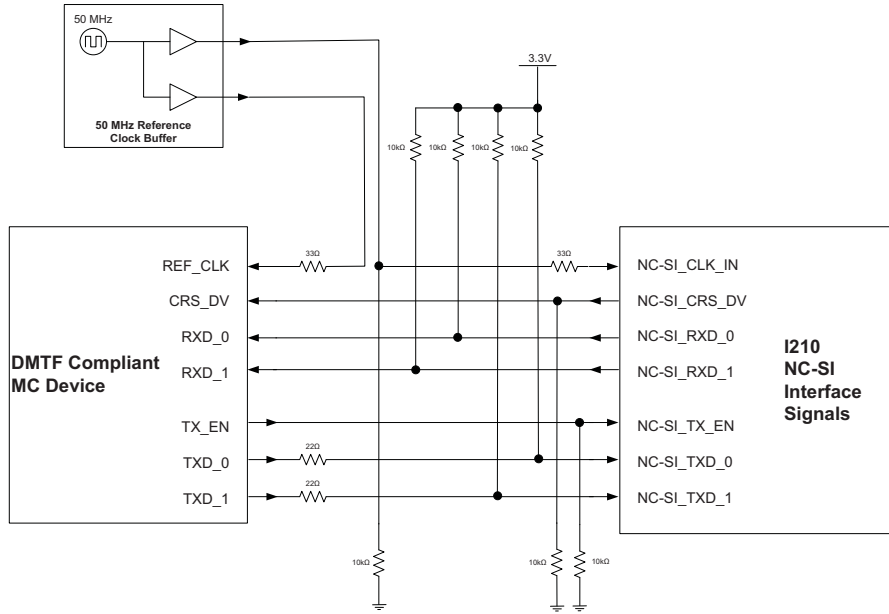 50 MHz
50 MHz Reference
Clock Buffer
3.3V
10kΩ
10kΩ
10kΩ
10kΩ
33Ω
33Ω
REF_CLK
CRS_DV
RXD_0
RXD_1
DMTF Compliant
MC Device
TX_EN
TXD_0
TXD_1
22Ω
22Ω
NC-SI_CLK_IN
NC-SI_CRS_DV
NC-SI_RXD_0
NC-SI_RXD_1
I210
NC-SI
Interface
Signals
NC-SI_TX_EN
NC-SI_TXD_0
NC-SI_TXD_1
10kΩ
10kΩ
10kΩ